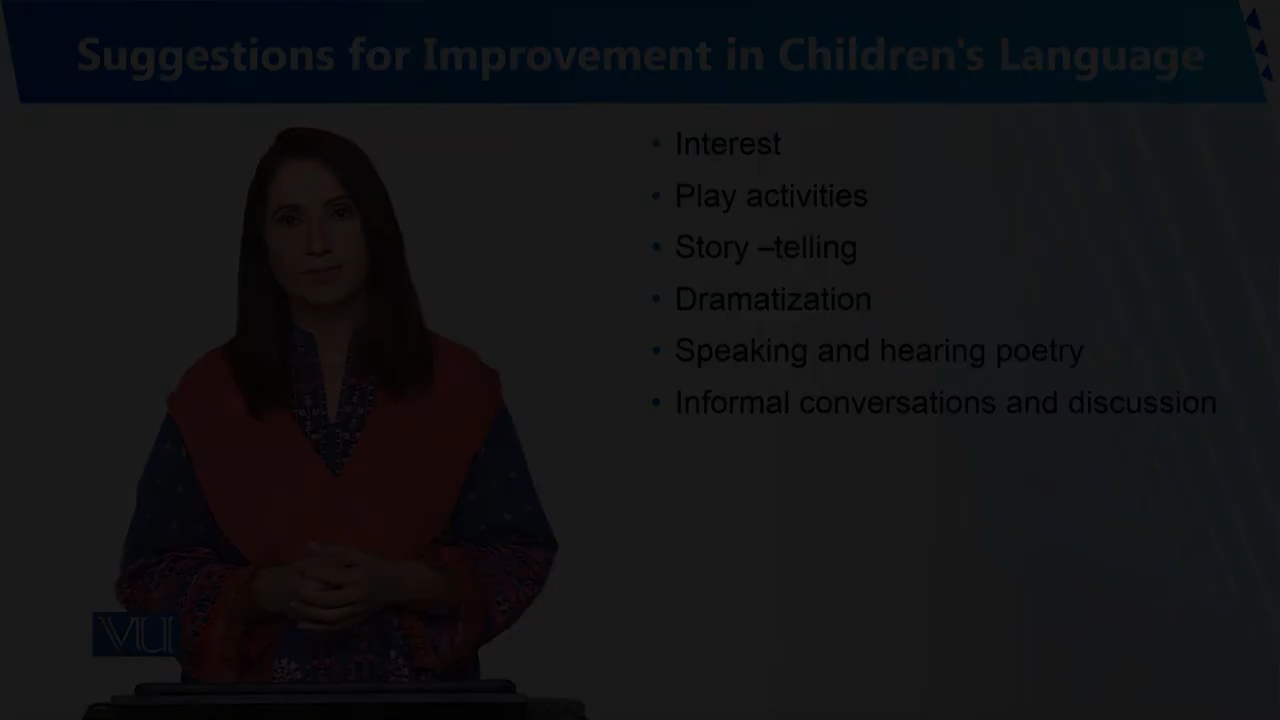 Suggestions for Improvement in Children's Language
• Interest
• Play activities
• Story –telling
• Dramatization
• Speaking and hearing poetry
• Informal conversations and discussion
VU